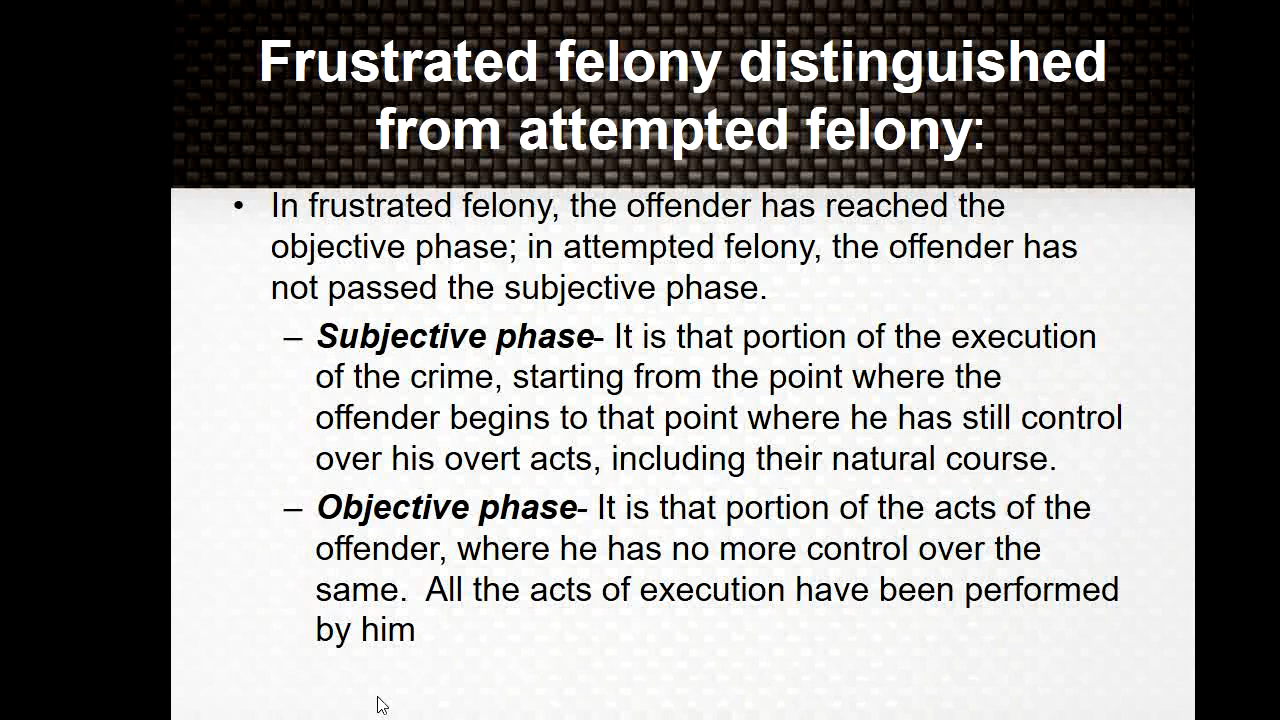 Frustrated felony distinguished
from attempted felony:
• In frustrated felony, the offender has reached the
objective phase; in attempted felony, the offender has
not passed the subjective phase.
– Subjective phase- It is that portion of the execution
of the crime, starting from the point where the
offender begins to that point where he has still control
over his overt acts, including their natural course.
– Objective phase- It is that portion of the acts of the
offender, where he has no more control over the
same.  All the acts of execution have been performed
by him